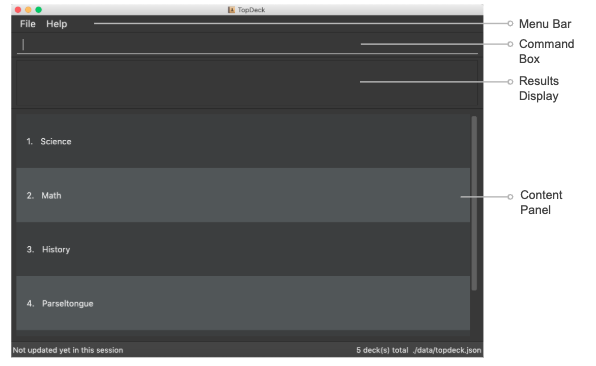 TopDeck
File Help
Menu Bar
Command
Box
Results
Display
1. Science
2. Math
Content
Panel
3. History
4. Parseltongue
Not updated yet in this session
5 deck(s) total ./data/topdeck.json